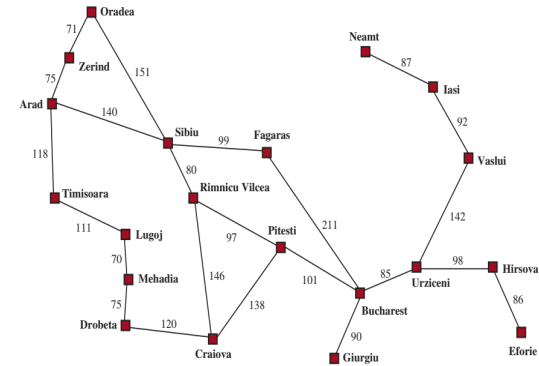 Oradea
71
Neamt
Zerind
87
151
75
Iasi
Arad
140
92
Sibiu
Fagaras
99
118
Vaslui
80
Timisoara
Rimnicu Vilcea
142
111
211
Lugoj
97
Pitesti
70
98
Hirsova
146
85
Mehadia
101
Urziceni
138
86
75
Bucharest
120
90
Drobeta
Craiova
Eforie
Giurgiu